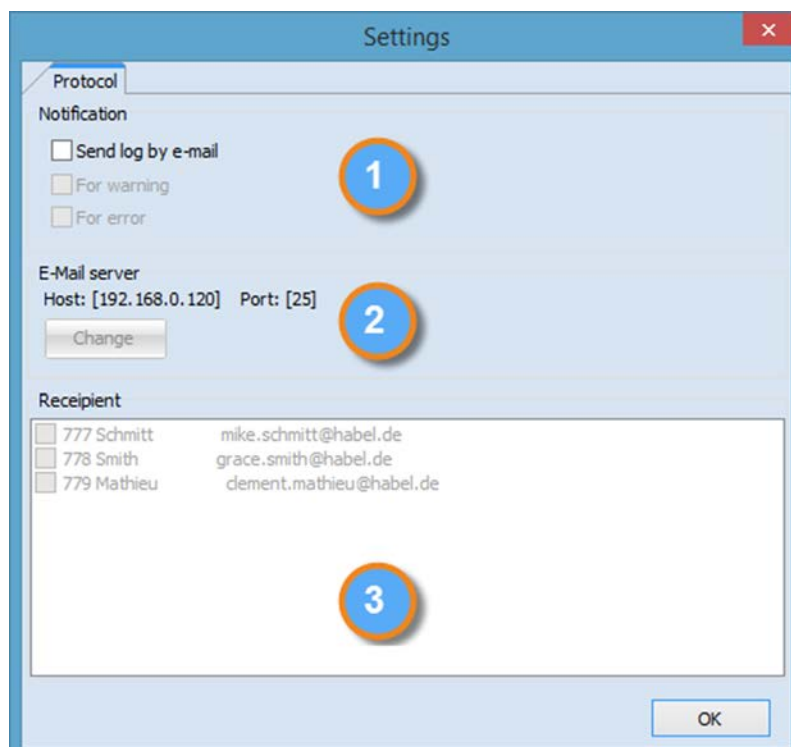 Settings
Protocol
Notification
Send log by e-mail
For warning
For error
1
E-Mail server
Host: [192.168.0.120] Port: [25]
Change
2
Receipient
777 Schmitt mike.schmitt@habel.de
778 Smith grace.smith@habel.de
779 Mathieu clement.mathieu@habel.de
3
OK